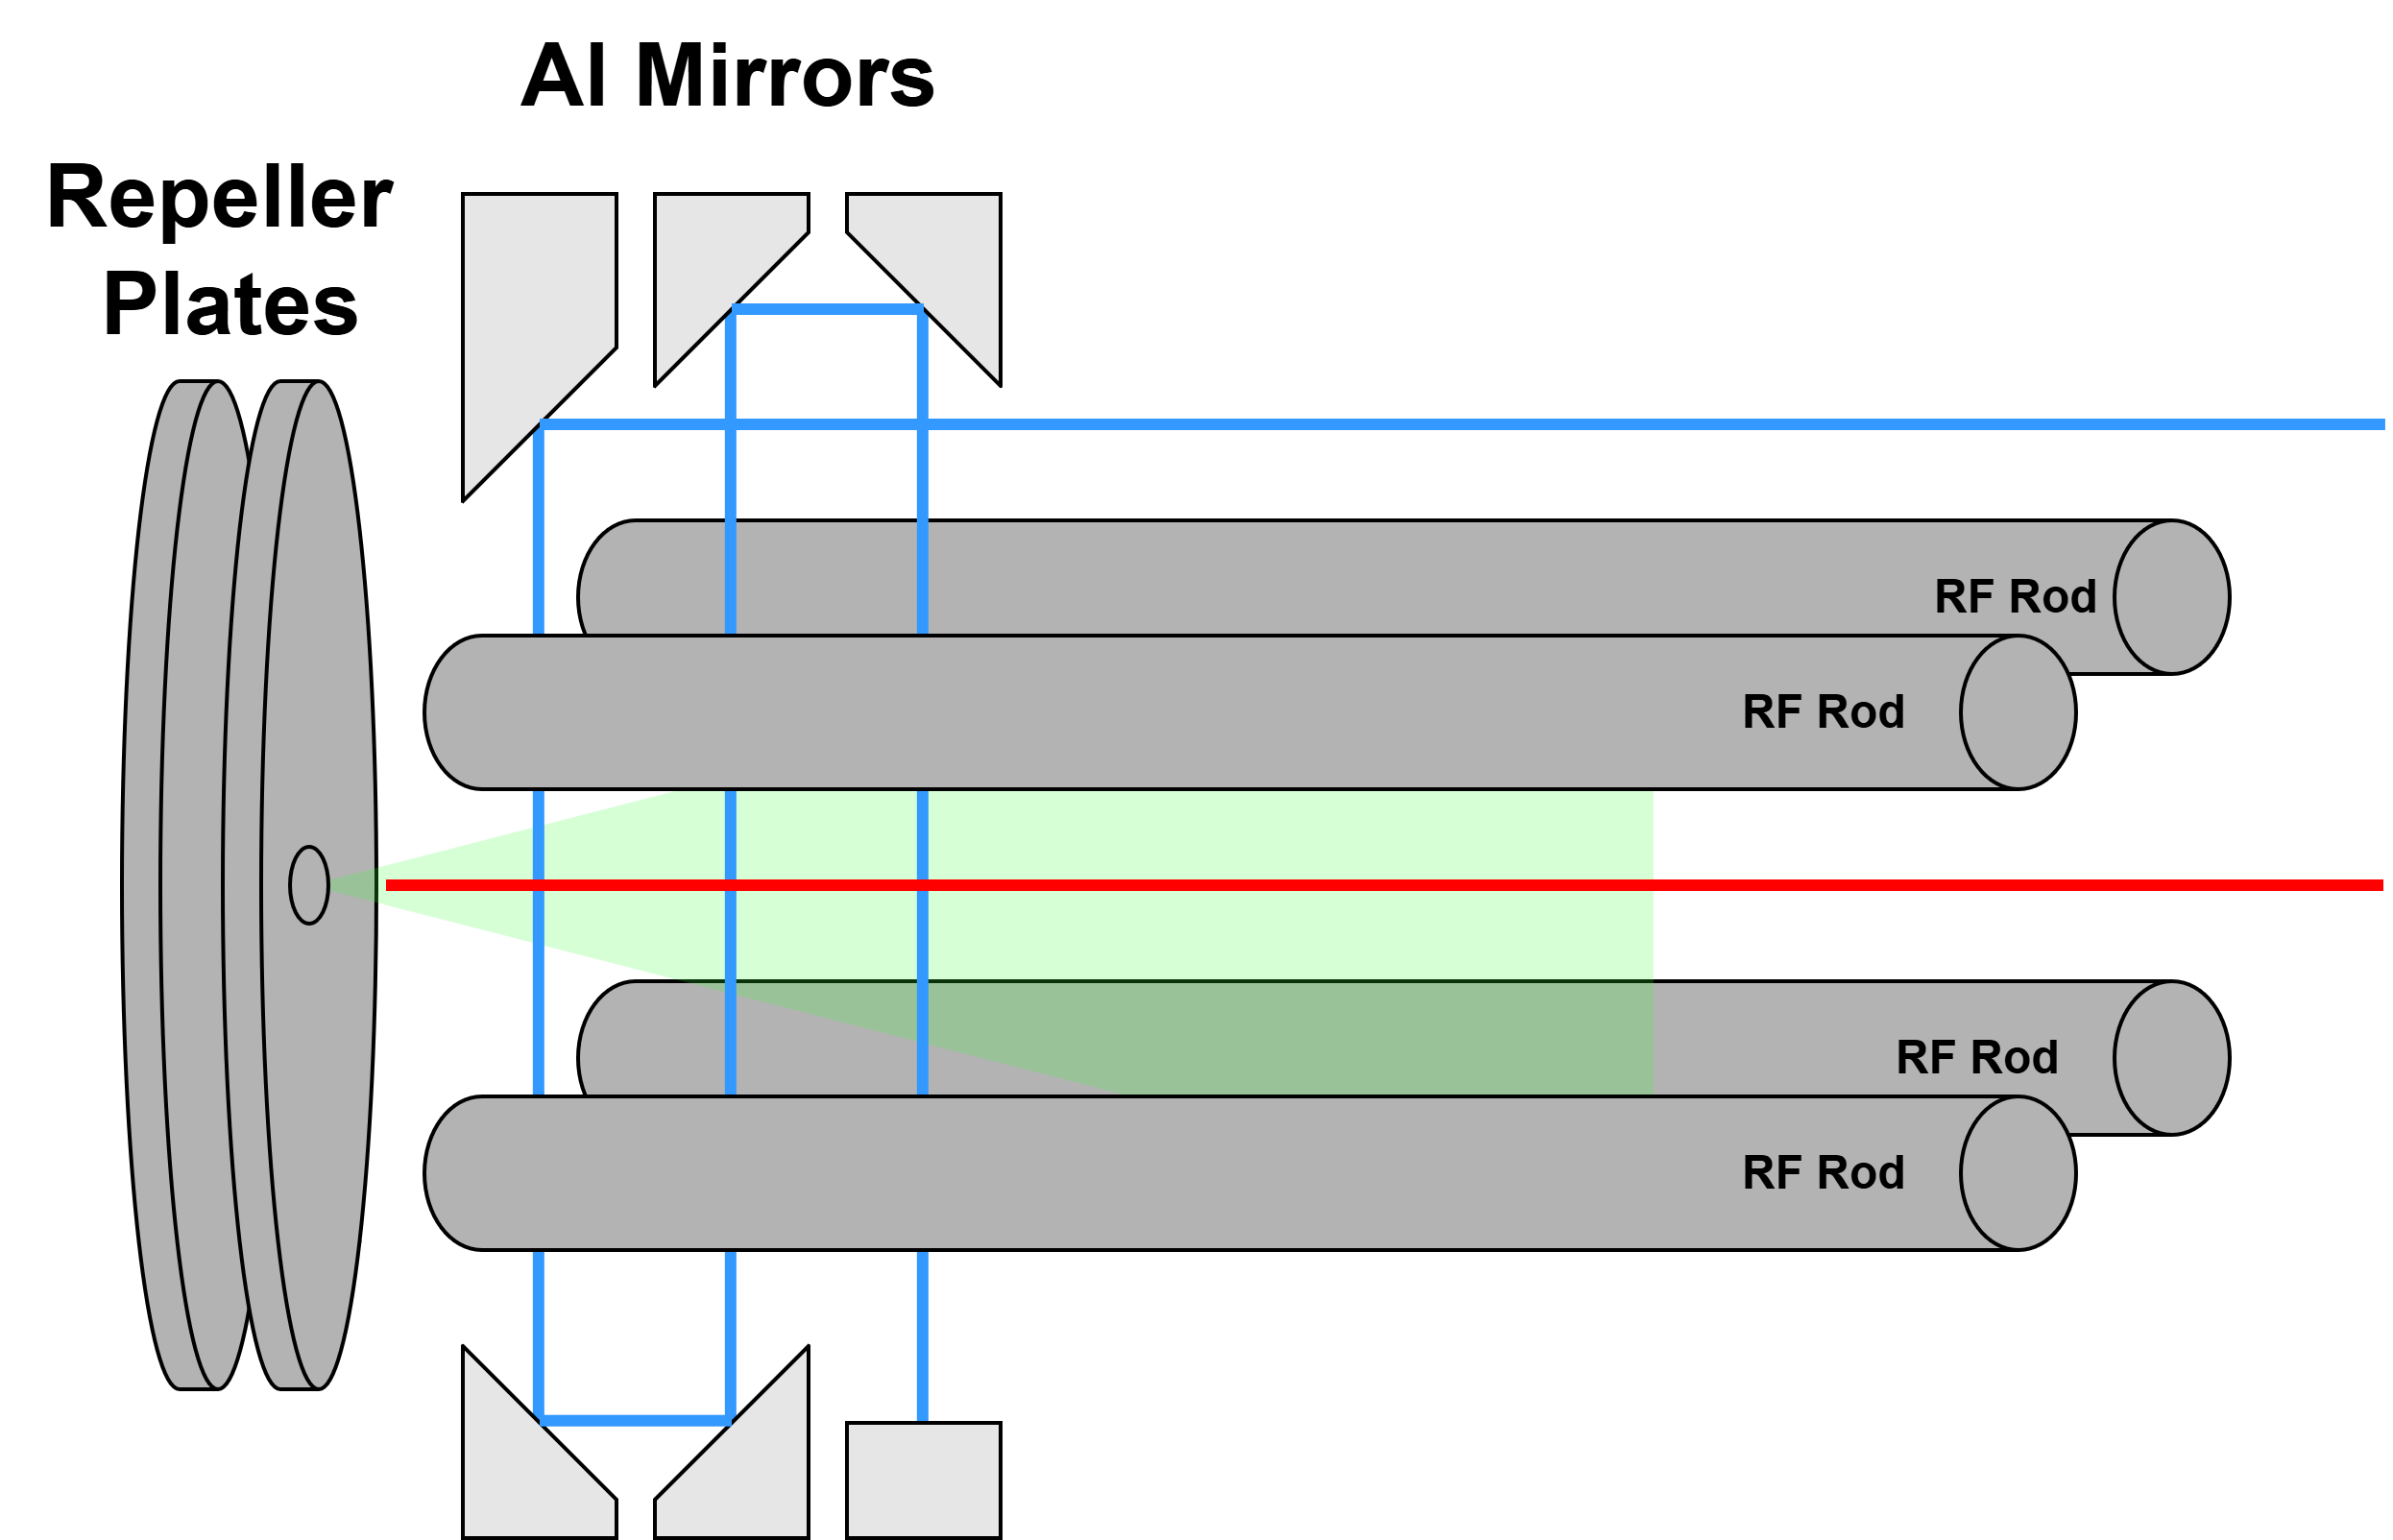 Al Mirrors
Repeller
Plates
RF Rod
RF Rod
RF Rod
RF Rod